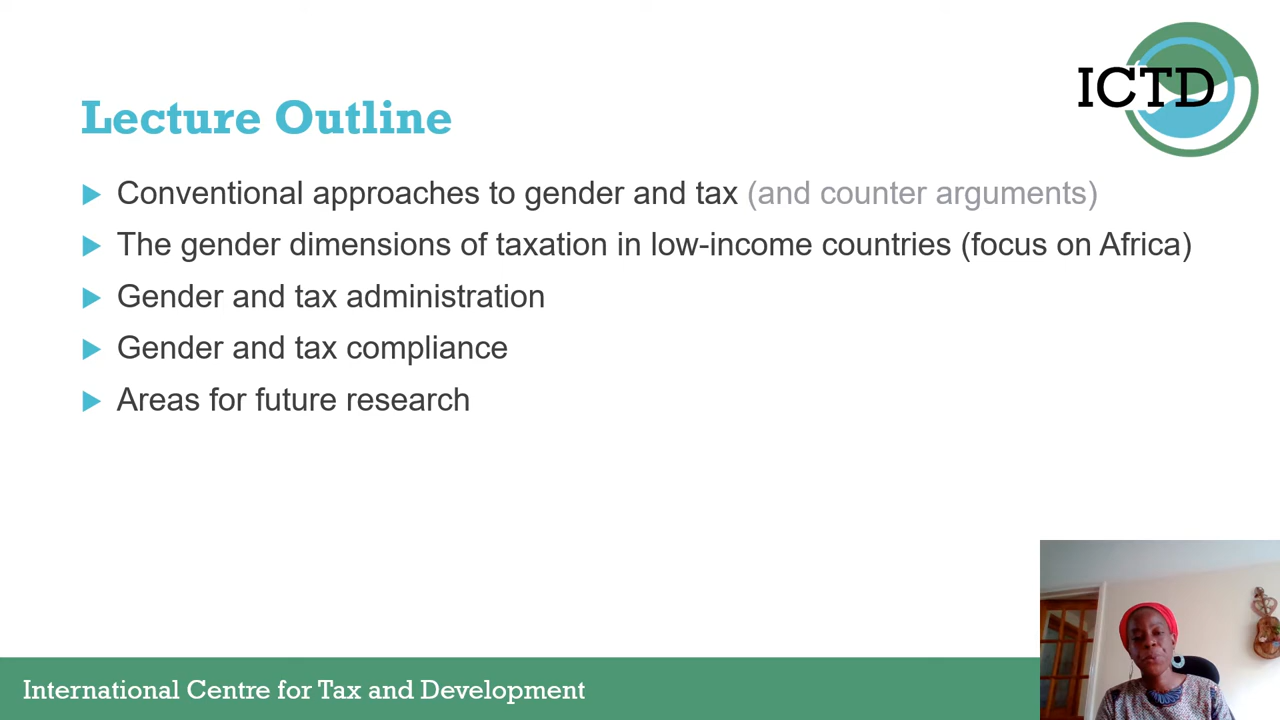 ICTD
Lecture Outline
Conventional approaches to gender and tax (and counter arguments)
The gender dimensions of taxation in low-income countries (focus on Africa)
Gender and tax administration
Gender and tax compliance
Areas for future research
International Centre for Tax and Development